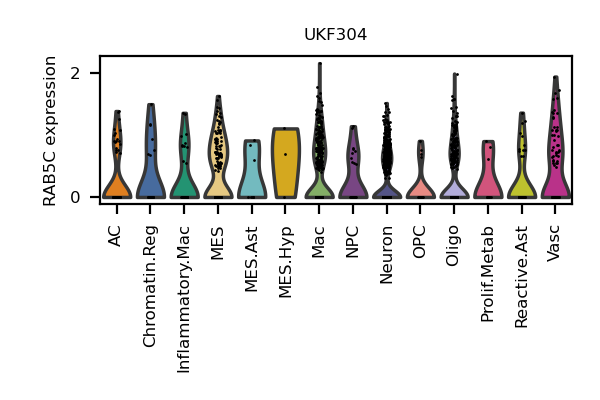 UKF304
RAB5C expression
2
0
AC
Chromatin.Reg
Inflammatory.Mac
MES
MES.Ast
MES.Hyp
Mac
NPC
Neuron
OPC
Oligo
Prolif.Metab
Reactive.Ast
Vasc